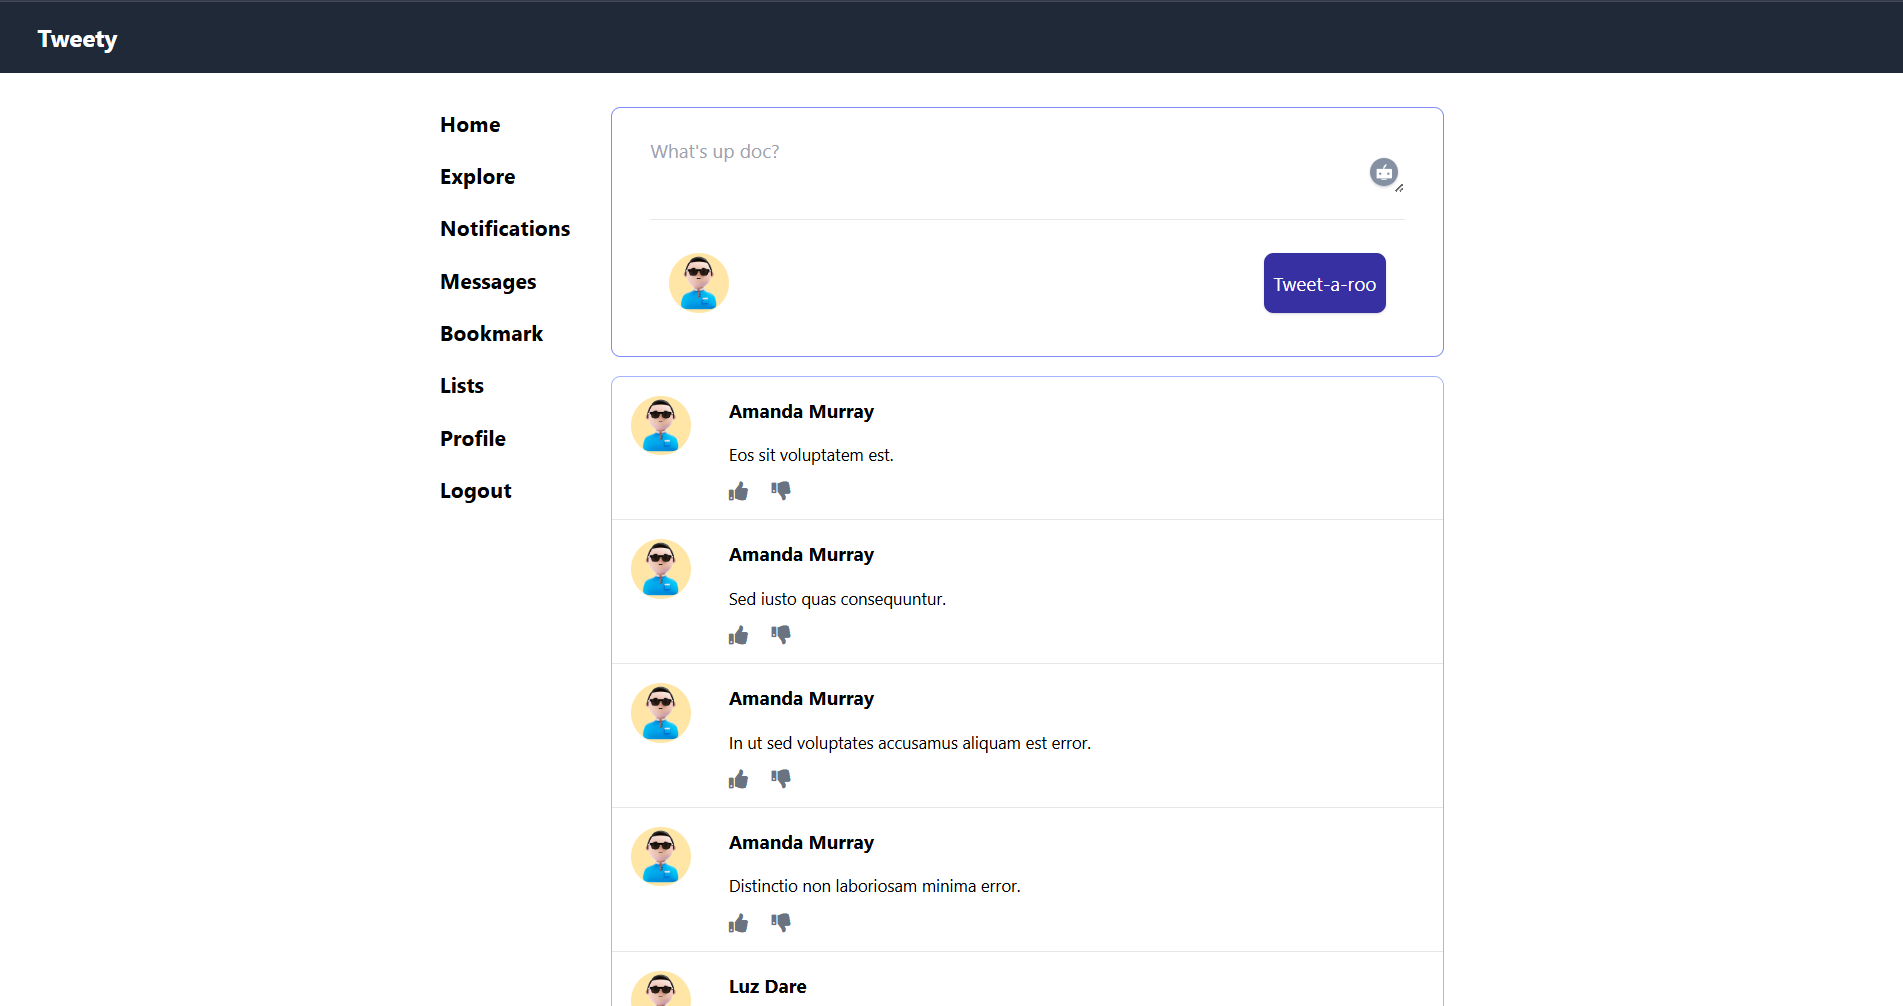 Tweety
Home
Explore
Notifications
Messages
Bookmark
Lists
Profile
Logout
What's up doc?
Tweet-a-roo
Amanda Murray
Eos sit voluptatem est.
Amanda Murray
Sed iusto quas consequuntur.
Amanda Murray
In ut sed voluptates accusamus aliquam est error.
Amanda Murray
Distinctio non laboriosam minima error.
Luz Dare